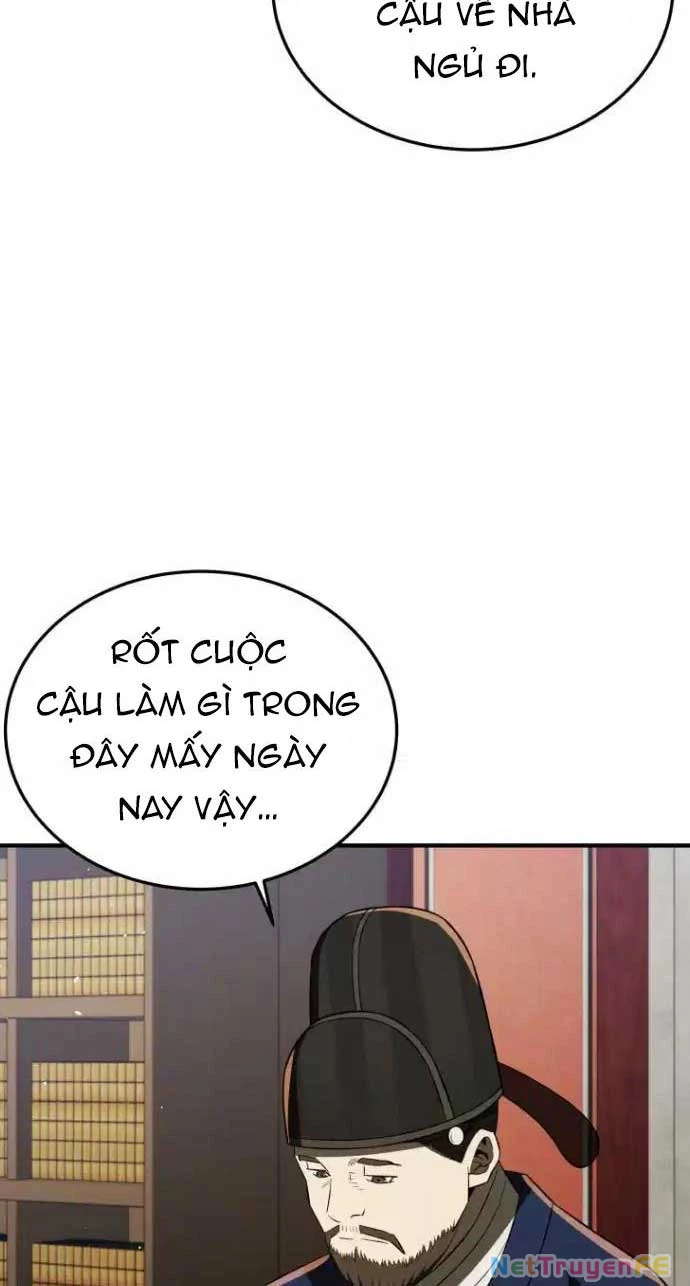 CẬU VỀ NHÀ
NGỦ ĐI.
RỐT CUỘC
CẬU LÀM GÌ TRONG
ĐÂY MẤY NGÀY
NAY VẬY...
NETTRUYENFE